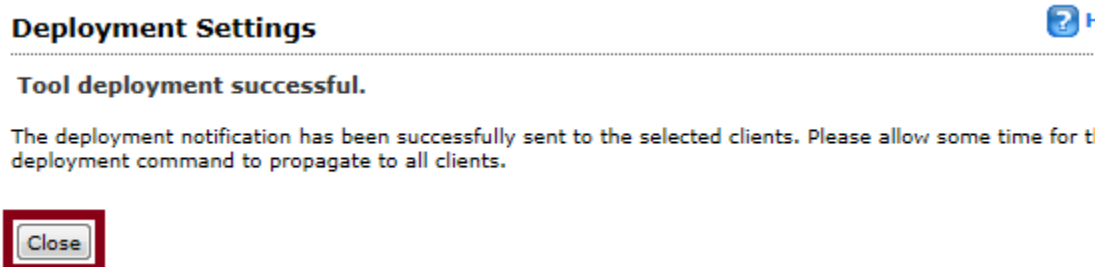 Deployment Settings
?
Tool deployment successful.
The deployment notification has been successfully sent to the selected clients. Please allow some time for
deployment command to propagate to all clients.
Close